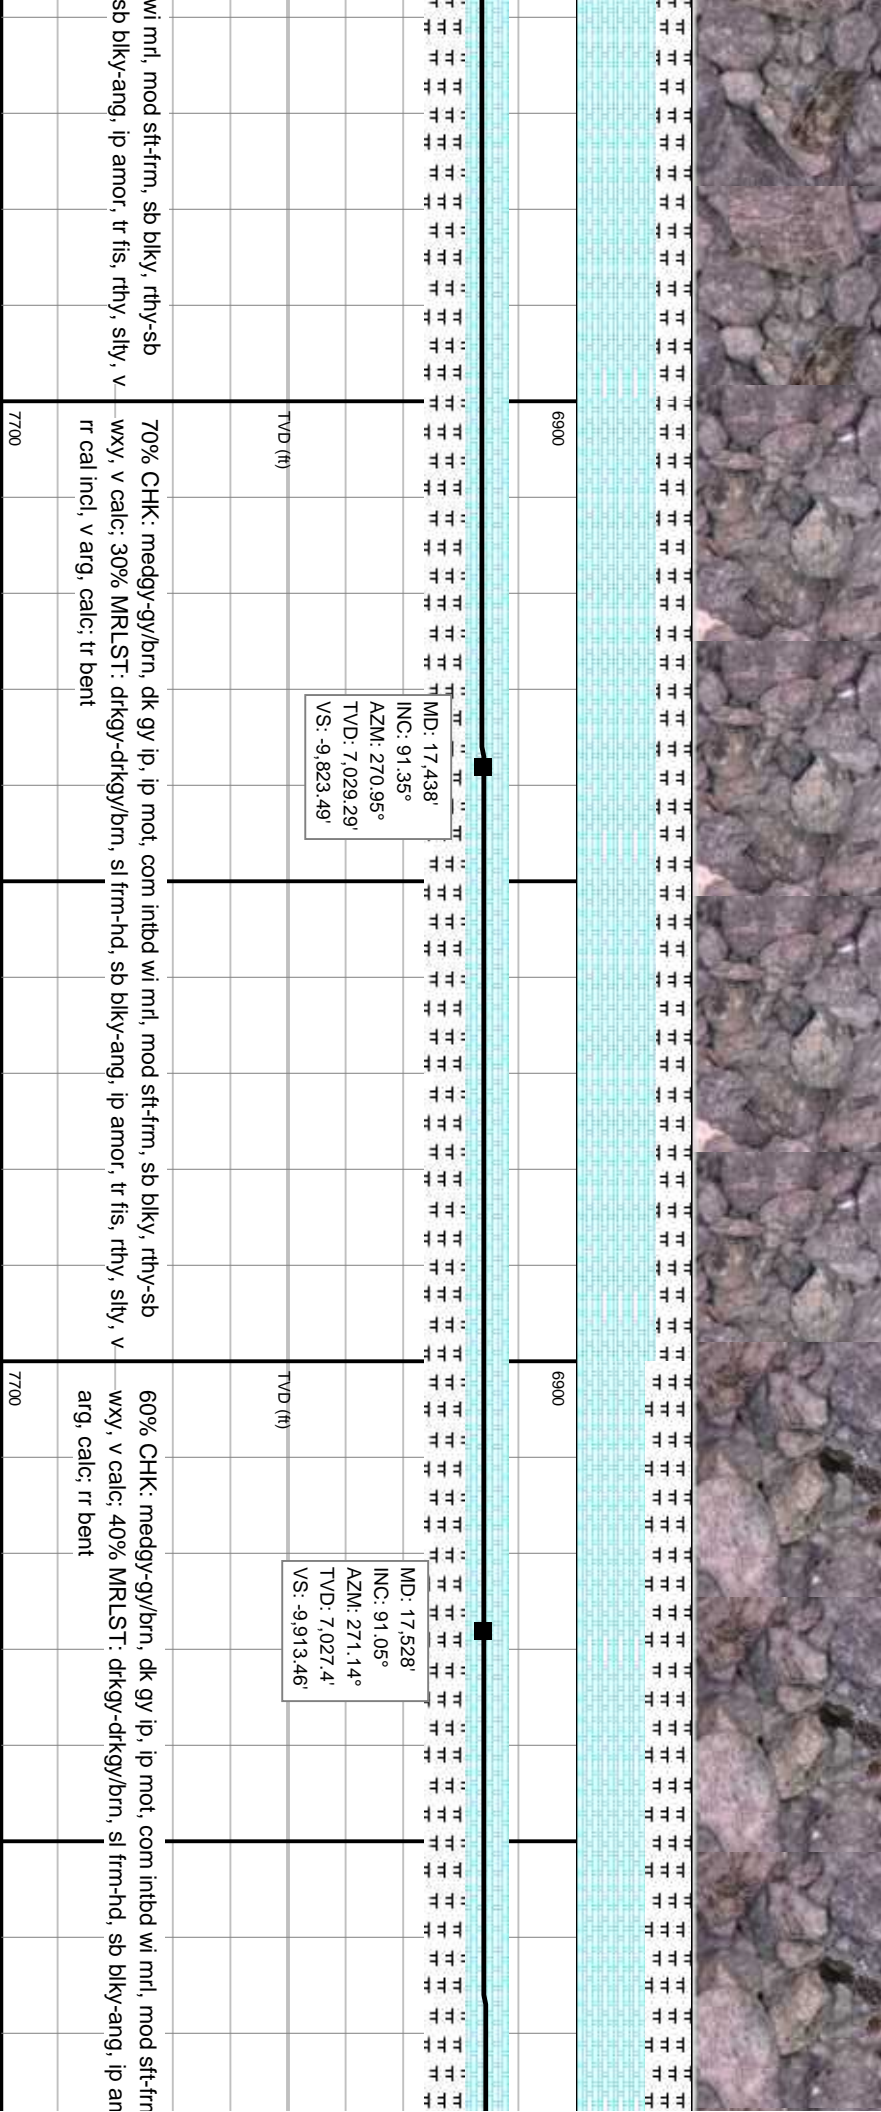 wi mrl, mod sft-frm, sb blky, rthy-sb
sb blky-ang, ip amor, tr fis, rthy, slty, v
6900
TVD (ft)
7700
70% CHK: medgy-gy/brn, dk gy ip, ip mot, com intbd wi mrl, mod sft-frm, sb blky, rthy-sb
wxy, v calc; 30% MRLST: drkgy-drkgy/brn, sl frm-hd, sb blky-ang, ip amor, tr fis, rthy, slty, v
rr cal incl, v arg, calc; tr bent
MD: 17,438'
INC: 91.35°
AZM: 270.95°
TVD: 7,029.29'
VS: -9,823.49'
6900
TVD (ft)
7700
60% CHK: medgy-gy/brn, dk gy ip, ip mot, com intbd wi mrl, mod sft-frm
wxy, v calc; 40% MRLST: drkgy-drkgy/brn, sl frm-hd, sb blky-ang, ip
arg, calc; rr bent
MD: 17,528'
INC: 91.05°
AZM: 271.14°
TVD: 7,027.4'
VS: -9,913.46'